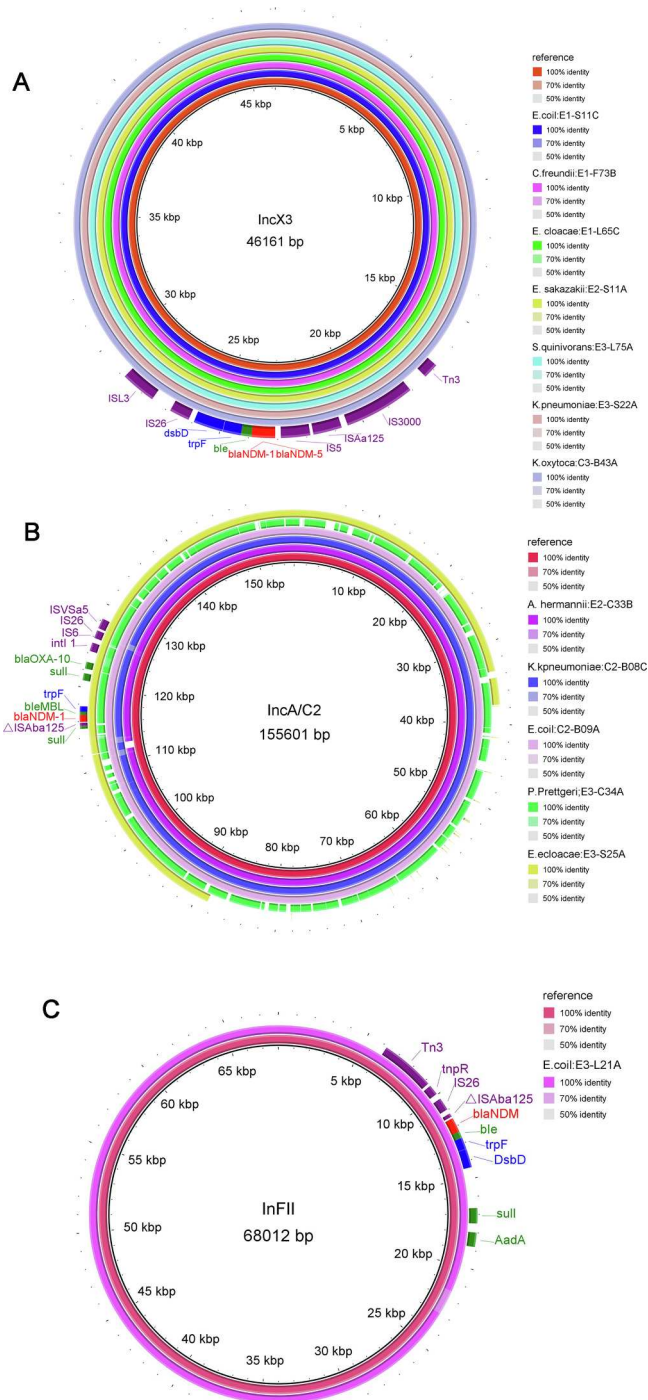 A
45 kbp
5 kbp
40 kbp
10 kbp
35 kbp
IncX3
46161 bp
15 kbp
30 kbp
25 kbp
20 kbp
Tn3
ISL3
IS3000
IS26
dsbD
trpF
ble
blaNDM-1
blaNDM-5
IS5
ISAa125
reference
100% identity
70% identity
50% identity
E.coil:E1-S11C
100% identity
70% identity
50% identity
C.freundii:E1-F73B
100% identity
70% identity
50% identity
E. cloacae:E1-L65C
100% identity
70% identity
50% identity
E. sakazakii:E2-S11A
100% identity
70% identity
50% identity
S.quinivorans:E3-L75A
100% identity
70% identity
50% identity
K.pneumoniae:E3-S22A
100% identity
70% identity
50% identity
K.oxytoca:C3-B43A
100% identity
70% identity
50% identity
B
150 kbp
10 kbp
140 kbp
20 kbp
130 kbp
30 kbp
120 kbp
IncA/C2
155601 bp
40 kbp
110 kbp
50 kbp
100 kbp
60 kbp
90 kbp
80 kbp
70 kbp
ISVSa5
IS26
IS6
intI 1
blaOXA-10
sull
trpF
bleMBL
blaNDM-1
△ISAba125
sull
reference
100% identity
70% identity
50% identity
A. hermannii:E2-C33B
100% identity
70% identity
50% identity
K.kpneumoniae:C2-B08C
100% identity
70% identity
50% identity
E.coil:C2-B09A
100% identity
70% identity
50% identity
P.Prettgeri;E3-C34A
100% identity
70% identity
50% identity
E.ecloacae:E3-S25A
100% identity
70% identity
50% identity
C
65 kbp
5 kbp
60 kbp
10 kbp
55 kbp
15 kbp
50 kbp
InFII
68012 bp
20 kbp
45 kbp
25 kbp
40 kbp
35 kbp
30 kbp
Tn3
tnpR
IS26
△ISAba125
blaNDM
ble
trpF
DsbD
sull
AadA
reference
100% identity
70% identity
50% identity
E.coil:E3-L21A
100% identity
70% identity
50% identity